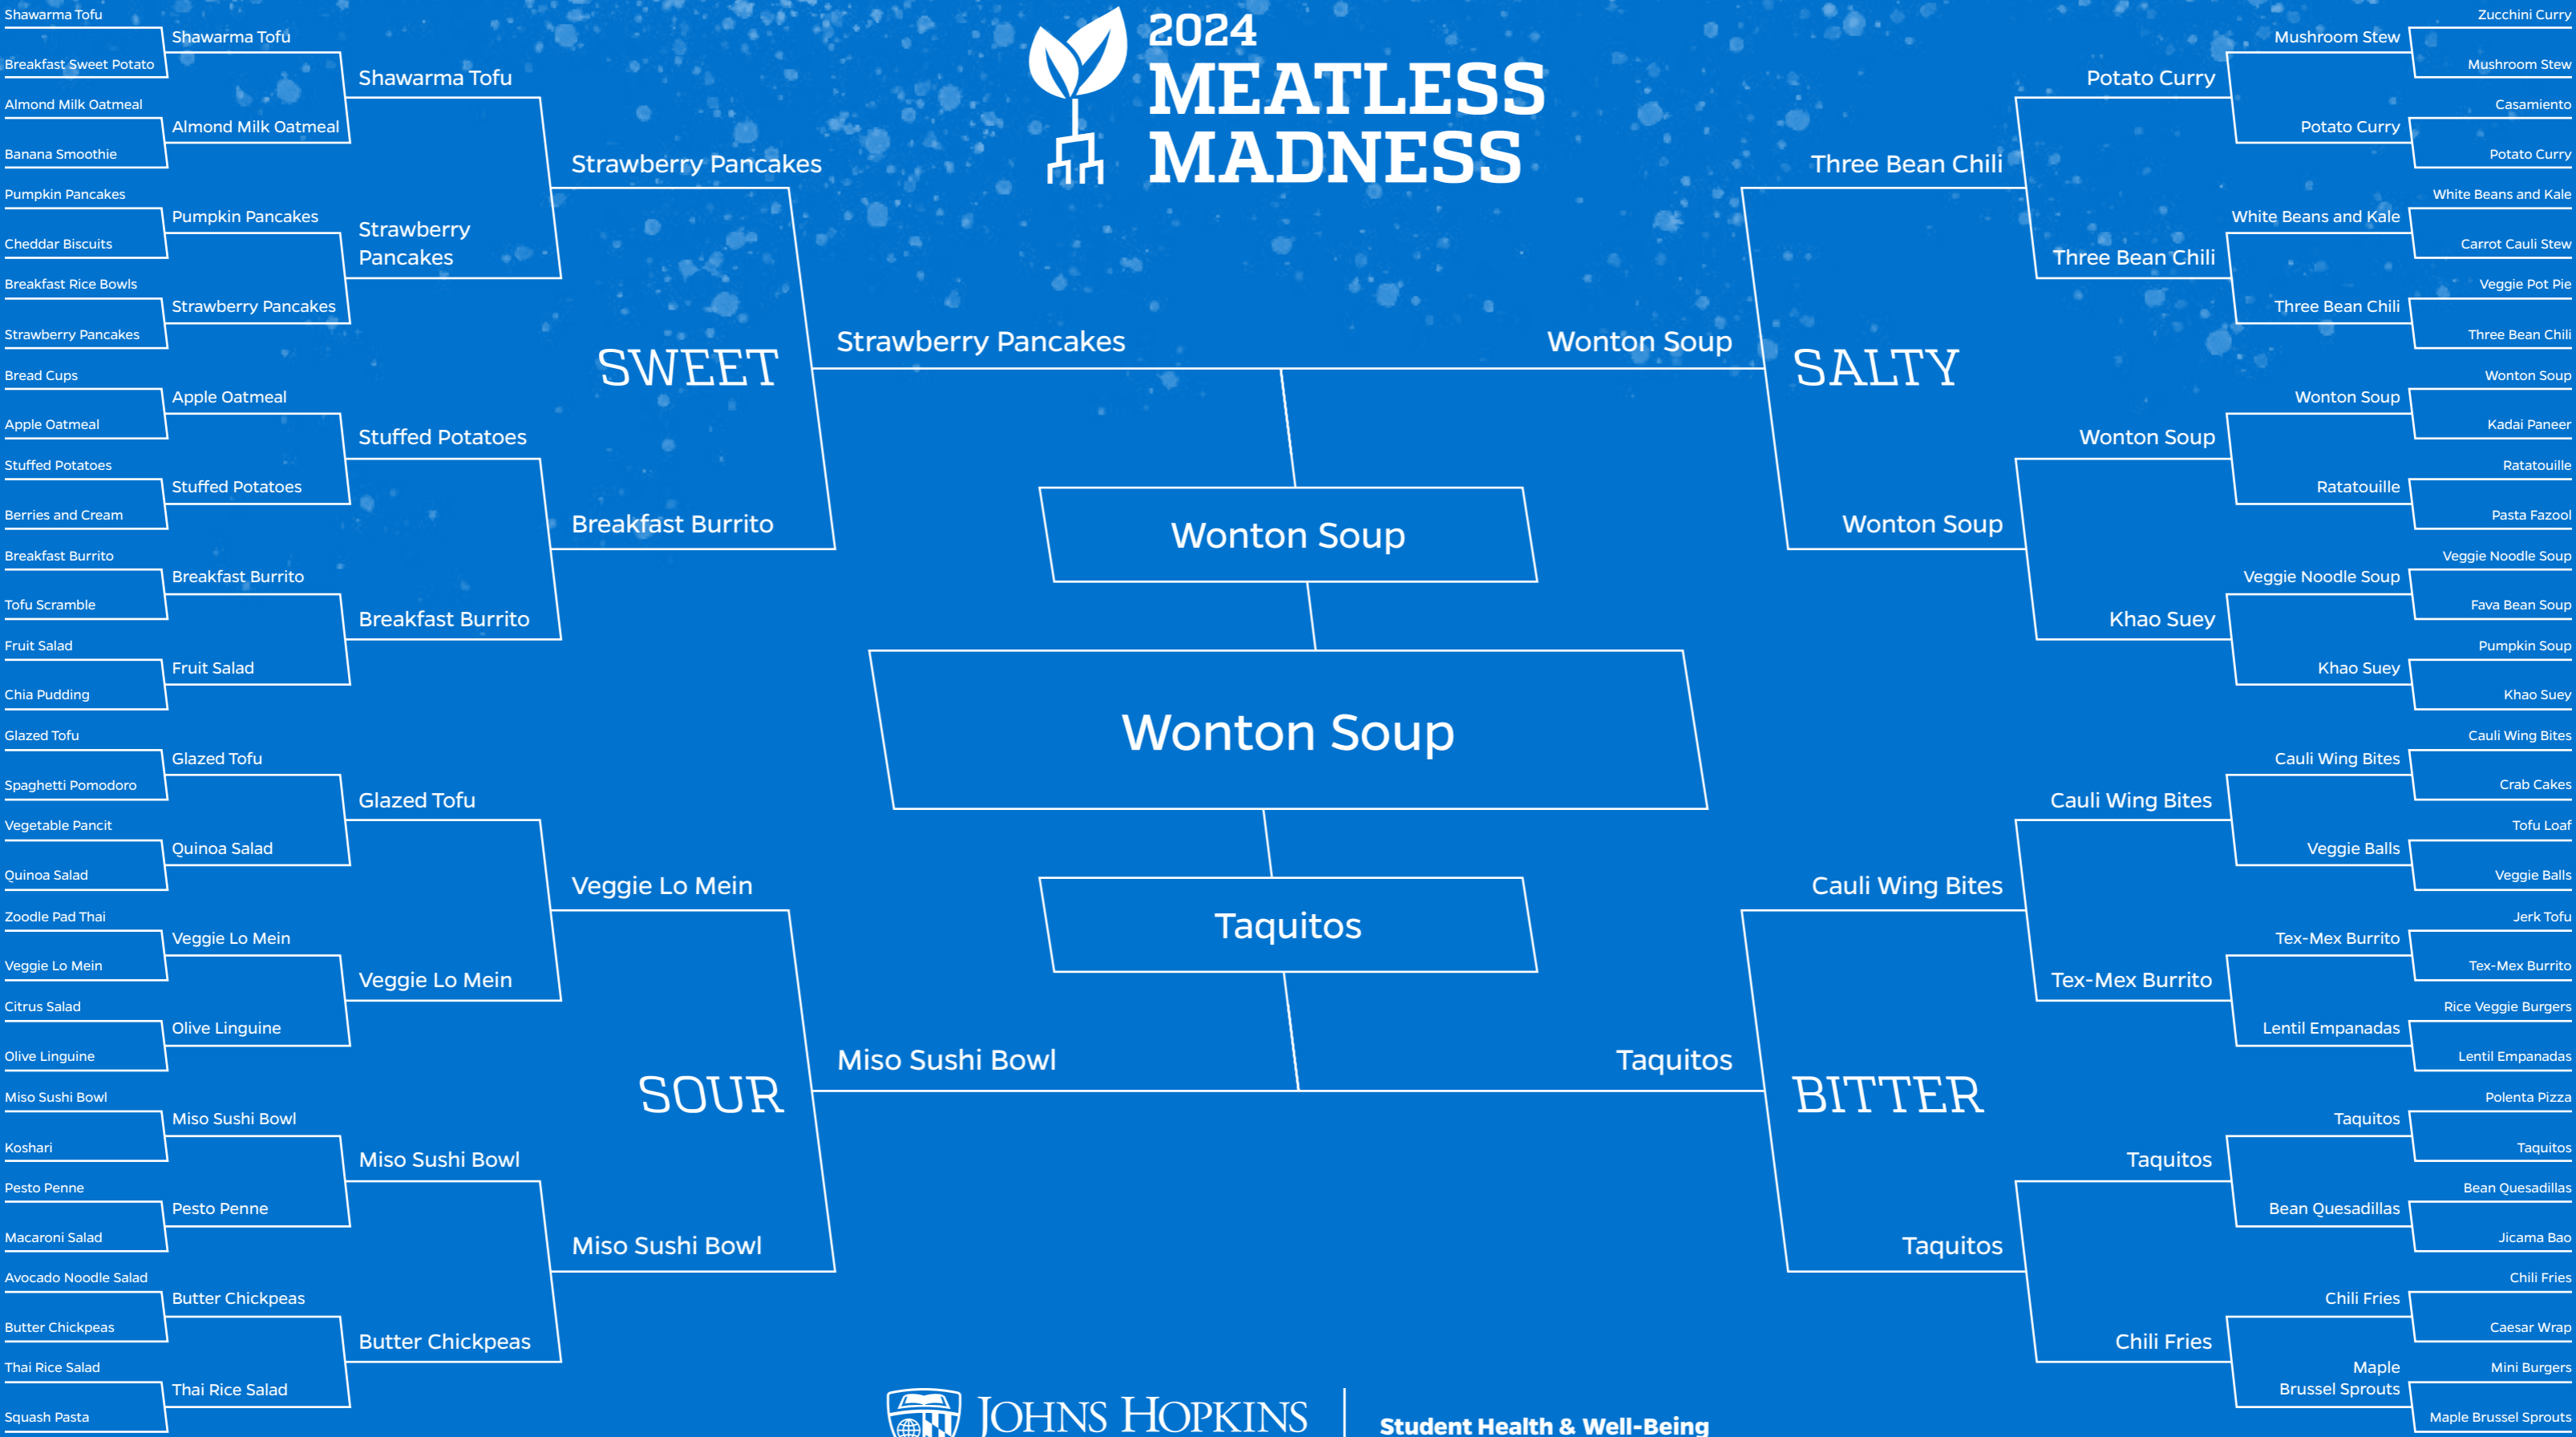 2024
MEATLESS
MADNESS
Shawarma Tofu
Breakfast Sweet Potato
Almond Milk Oatmeal
Banana Smoothie
Pumpkin Pancakes
Cheddar Biscuits
Breakfast Rice Bowls
Strawberry Pancakes
Bread Cups
Apple Oatmeal
Stuffed Potatoes
Berries and Cream
Breakfast Burrito
Tofu Scramble
Fruit Salad
Chia Pudding
Shawarma Tofu
Almond Milk Oatmeal
Pumpkin Pancakes
Strawberry Pancakes
Apple Oatmeal
Stuffed Potatoes
Breakfast Burrito
Fruit Salad
Shawarma Tofu
Strawberry
Pancakes
Stuffed Potatoes
Breakfast Burrito
Strawberry Pancakes
Breakfast Burrito
SWEET
Strawberry Pancakes
Glazed Tofu
Spaghetti Pomodoro
Vegetable Pancit
Quinoa Salad
Zoodle Pad Thai
Veggie Lo Mein
Citrus Salad
Olive Linguine
Miso Sushi Bowl
Koshari
Pesto Penne
Macaroni Salad
Avocado Noodle Salad
Butter Chickpeas
Thai Rice Salad
Squash Pasta
Glazed Tofu
Quinoa Salad
Veggie Lo Mein
Olive Linguine
Miso Sushi Bowl
Pesto Penne
Butter Chickpeas
Thai Rice Salad
Glazed Tofu
Veggie Lo Mein
Miso Sushi Bowl
Butter Chickpeas
Veggie Lo Mein
Miso Sushi Bowl
SOUR
Miso Sushi Bowl
Wonton Soup
Wonton Soup
Taquitos
Wonton Soup
SALTY
Three Bean Chili
Wonton Soup
Potato Curry
Three Bean Chili
Wonton Soup
Khao Suey
Mushroom Stew
Potato Curry
White Beans and Kale
Three Bean Chili
Wonton Soup
Ratatouille
Veggie Noodle Soup
Khao Suey
Zucchini Curry
Mushroom Stew
Casamiento
Potato Curry
White Beans and Kale
Carrot Cauli Stew
Veggie Pot Pie
Three Bean Chili
Wonton Soup
Kadai Paneer
Ratatouille
Pasta Fazool
Veggie Noodle Soup
Fava Bean Soup
Pumpkin Soup
Khao Suey
Taquitos
BITTER
Cauli Wing Bites
Taquitos
Cauli Wing Bites
Tex-Mex Burrito
Taquitos
Chili Fries
Cauli Wing Bites
Veggie Balls
Tex-Mex Burrito
Lentil Empanadas
Taquitos
Bean Quesadillas
Chili Fries
Maple
Brussel Sprouts
Cauli Wing Bites
Crab Cakes
Tofu Loaf
Veggie Balls
Jerk Tofu
Tex-Mex Burrito
Rice Veggie Burgers
Lentil Empanadas
Polenta Pizza
Taquitos
Bean Quesadillas
Jicama Bao
Chili Fries
Caesar Wrap
Mini Burgers
Maple Brussel Sprouts
JOHNS HOPKINS
Student Health & Well-Being